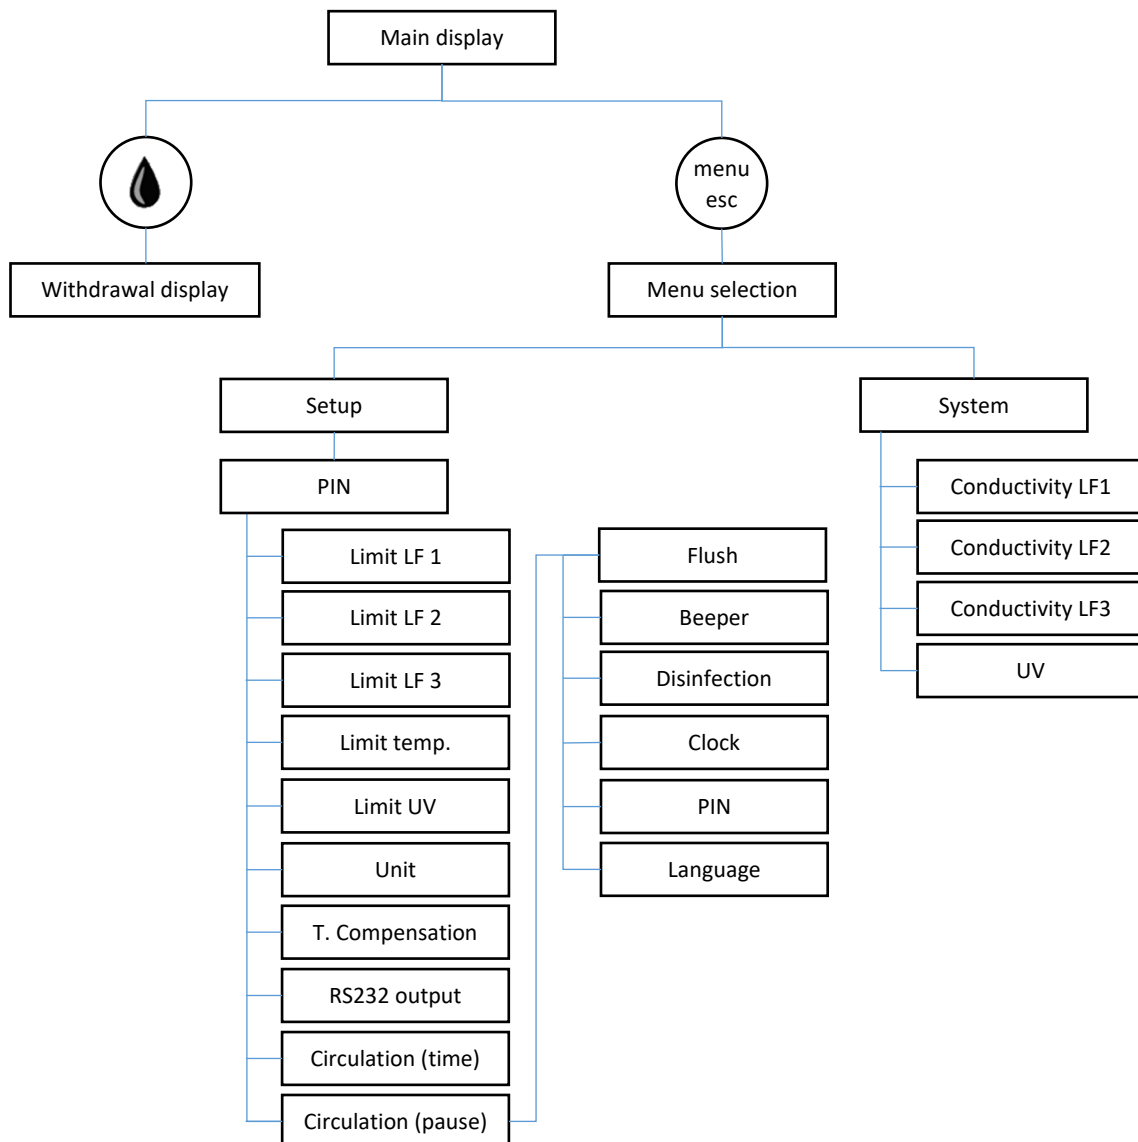 Main display
menu
esc
Withdrawal display
Menu selection
Setup
System
PIN
Conductivity LF1
Conductivity LF2
Conductivity LF3
UV
Limit LF 1
Limit LF 2
Limit LF 3
Limit temp.
Limit UV
Unit
T. Compensation
RS232 output
Circulation (time)
Circulation (pause)
Flush
Beeper
Disinfection
Clock
PIN
Language